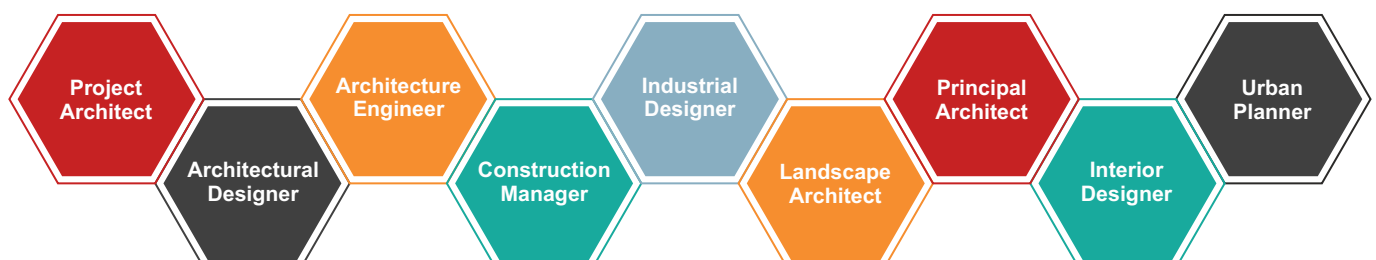 Project
Architect
Architectural
Designer
Architecture
Engineer
Construction
Manager
Industrial
Designer
Landscape
Architect
Principal
Architect
Interior
Designer
Urban
Planner